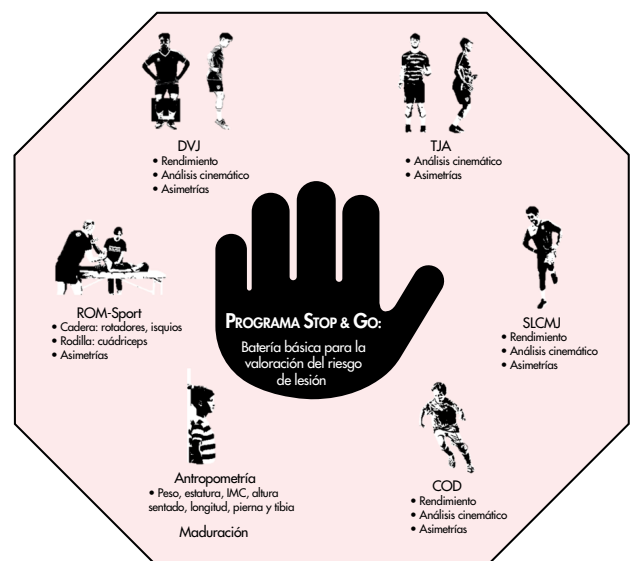 DVJ
• Rendimiento
• Análisis cinemático
• Asimetrías
TJA
• Análisis cinemático
• Asimetrías
ROM-Sport
• Cadera: rotadores, isquios
• Rodilla: cuádriceps
• Asimetrías
PROGRAMA STOP & GO:
Batería básica para la
valoración del riesgo
de lesión
SLCMJ
• Rendimiento
• Análisis cinemático
• Asimetrías
Antropometría
• Peso, estatura, IMC, altura
sentado, longitud, pierna y tibia
Maduración
COD
• Rendimiento
• Análisis cinemático
• Asimetrías